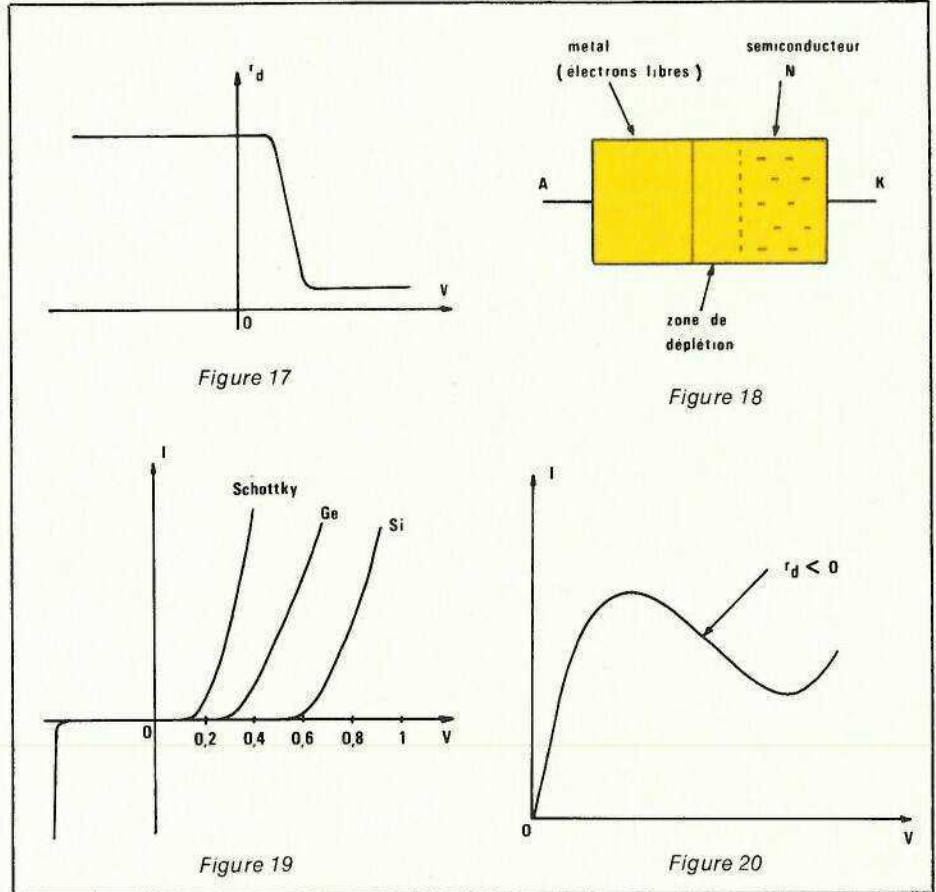 r_d
V
0
Figure 17
metal
(électrons libres)
semiconducteur
N
A
K
zone de
déplétion
Figure 18
I
Schottky
Ge
Si
0
0,2
0,4
0,6
0,8
1
V
Figure 19
I
r_d < 0
0
V
Figure 20